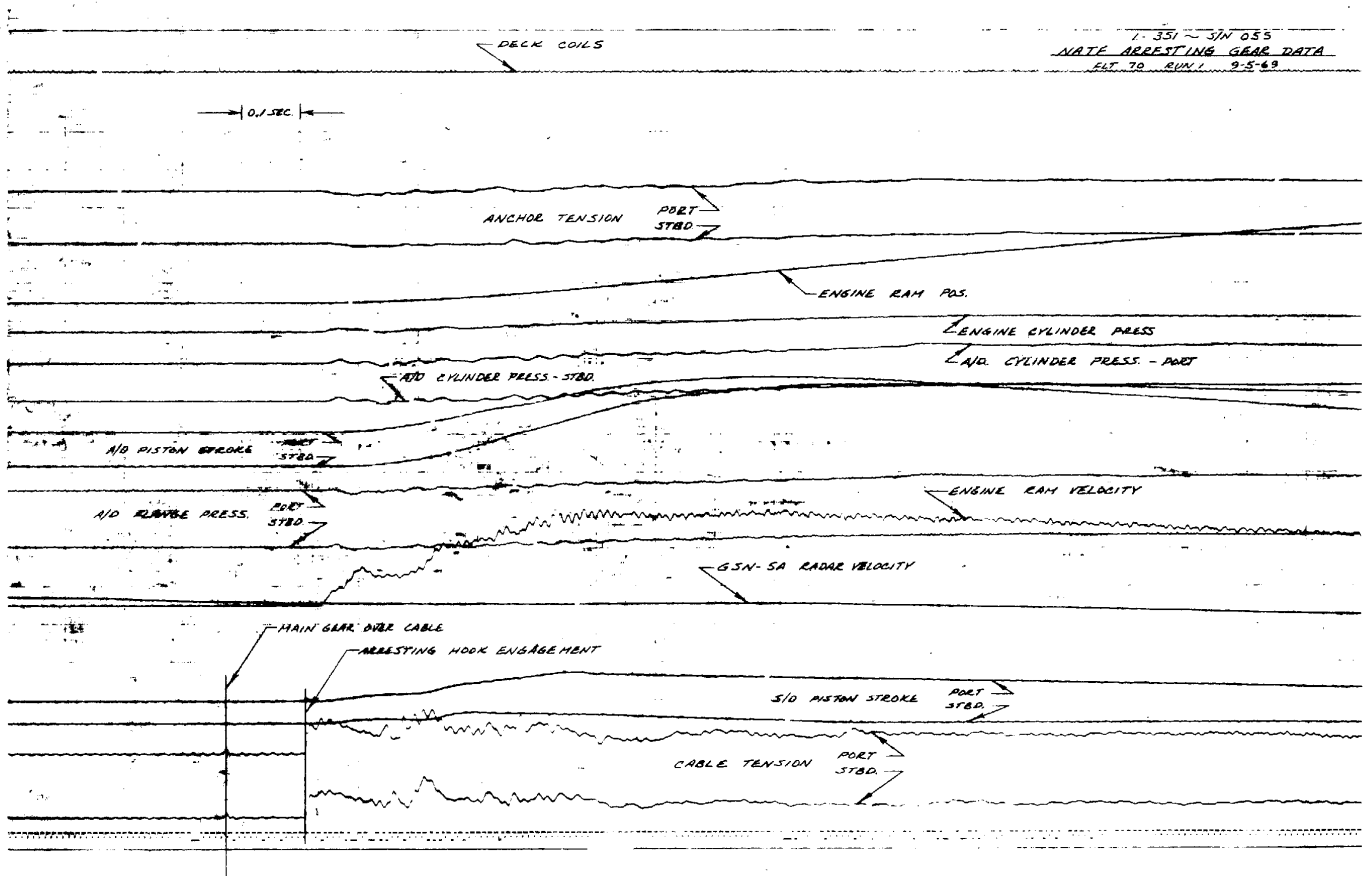 DECK COILS
1-351 ~ S/N 055
NATF ARRESTING GEAR DATA
FLT 70 RUN 1 9-5-69
0.1 SEC.
ANCHOR TENSION
PORT
STBD.
ENGINE RAM POS.
ENGINE CYLINDER PRESS
A/D. CYLINDER PRESS. - PORT
A/D CYLINDER PRESS. - STBD.
A/D PISTON STROKE
PORT
STBD.
A/D FLANGE PRESS.
PORT
STBD.
ENGINE RAM VELOCITY
GSN-5A RADAR VELOCITY
MAIN GEAR OVER CABLE
ARRESTING HOOK ENGAGEMENT
S/D PISTON STROKE
PORT
STBD.
CABLE TENSION
PORT
STBD.